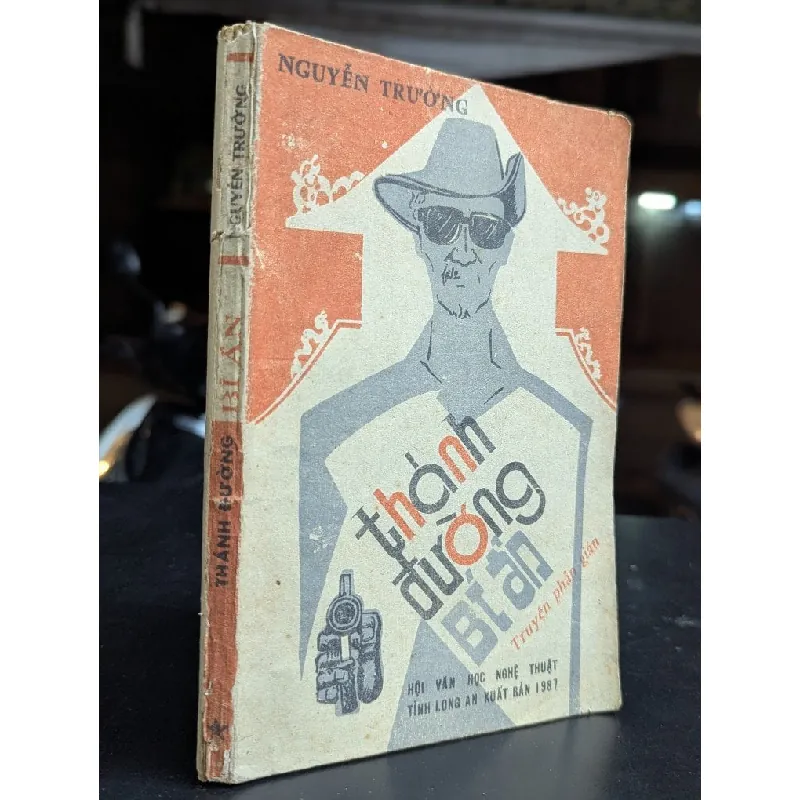 NGUYỄN TRƯỜNG
thánh
đường
Bí ẩn
Truyện phản gián
HỘI VĂN HỌC NGHỆ THUẬT
TỈNH LONG AN XUẤT BẢN 1987
NGUYỄN TRƯỜNG
THÁNH ĐƯỜNG BÍ ẨN